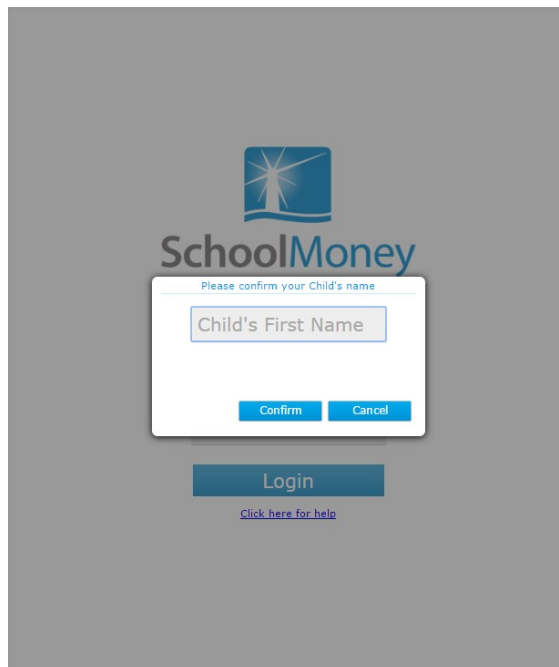 SchoolMoney
Please confirm your Child's name
Child's First Name
Confirm Cancel
Login
Click here for help